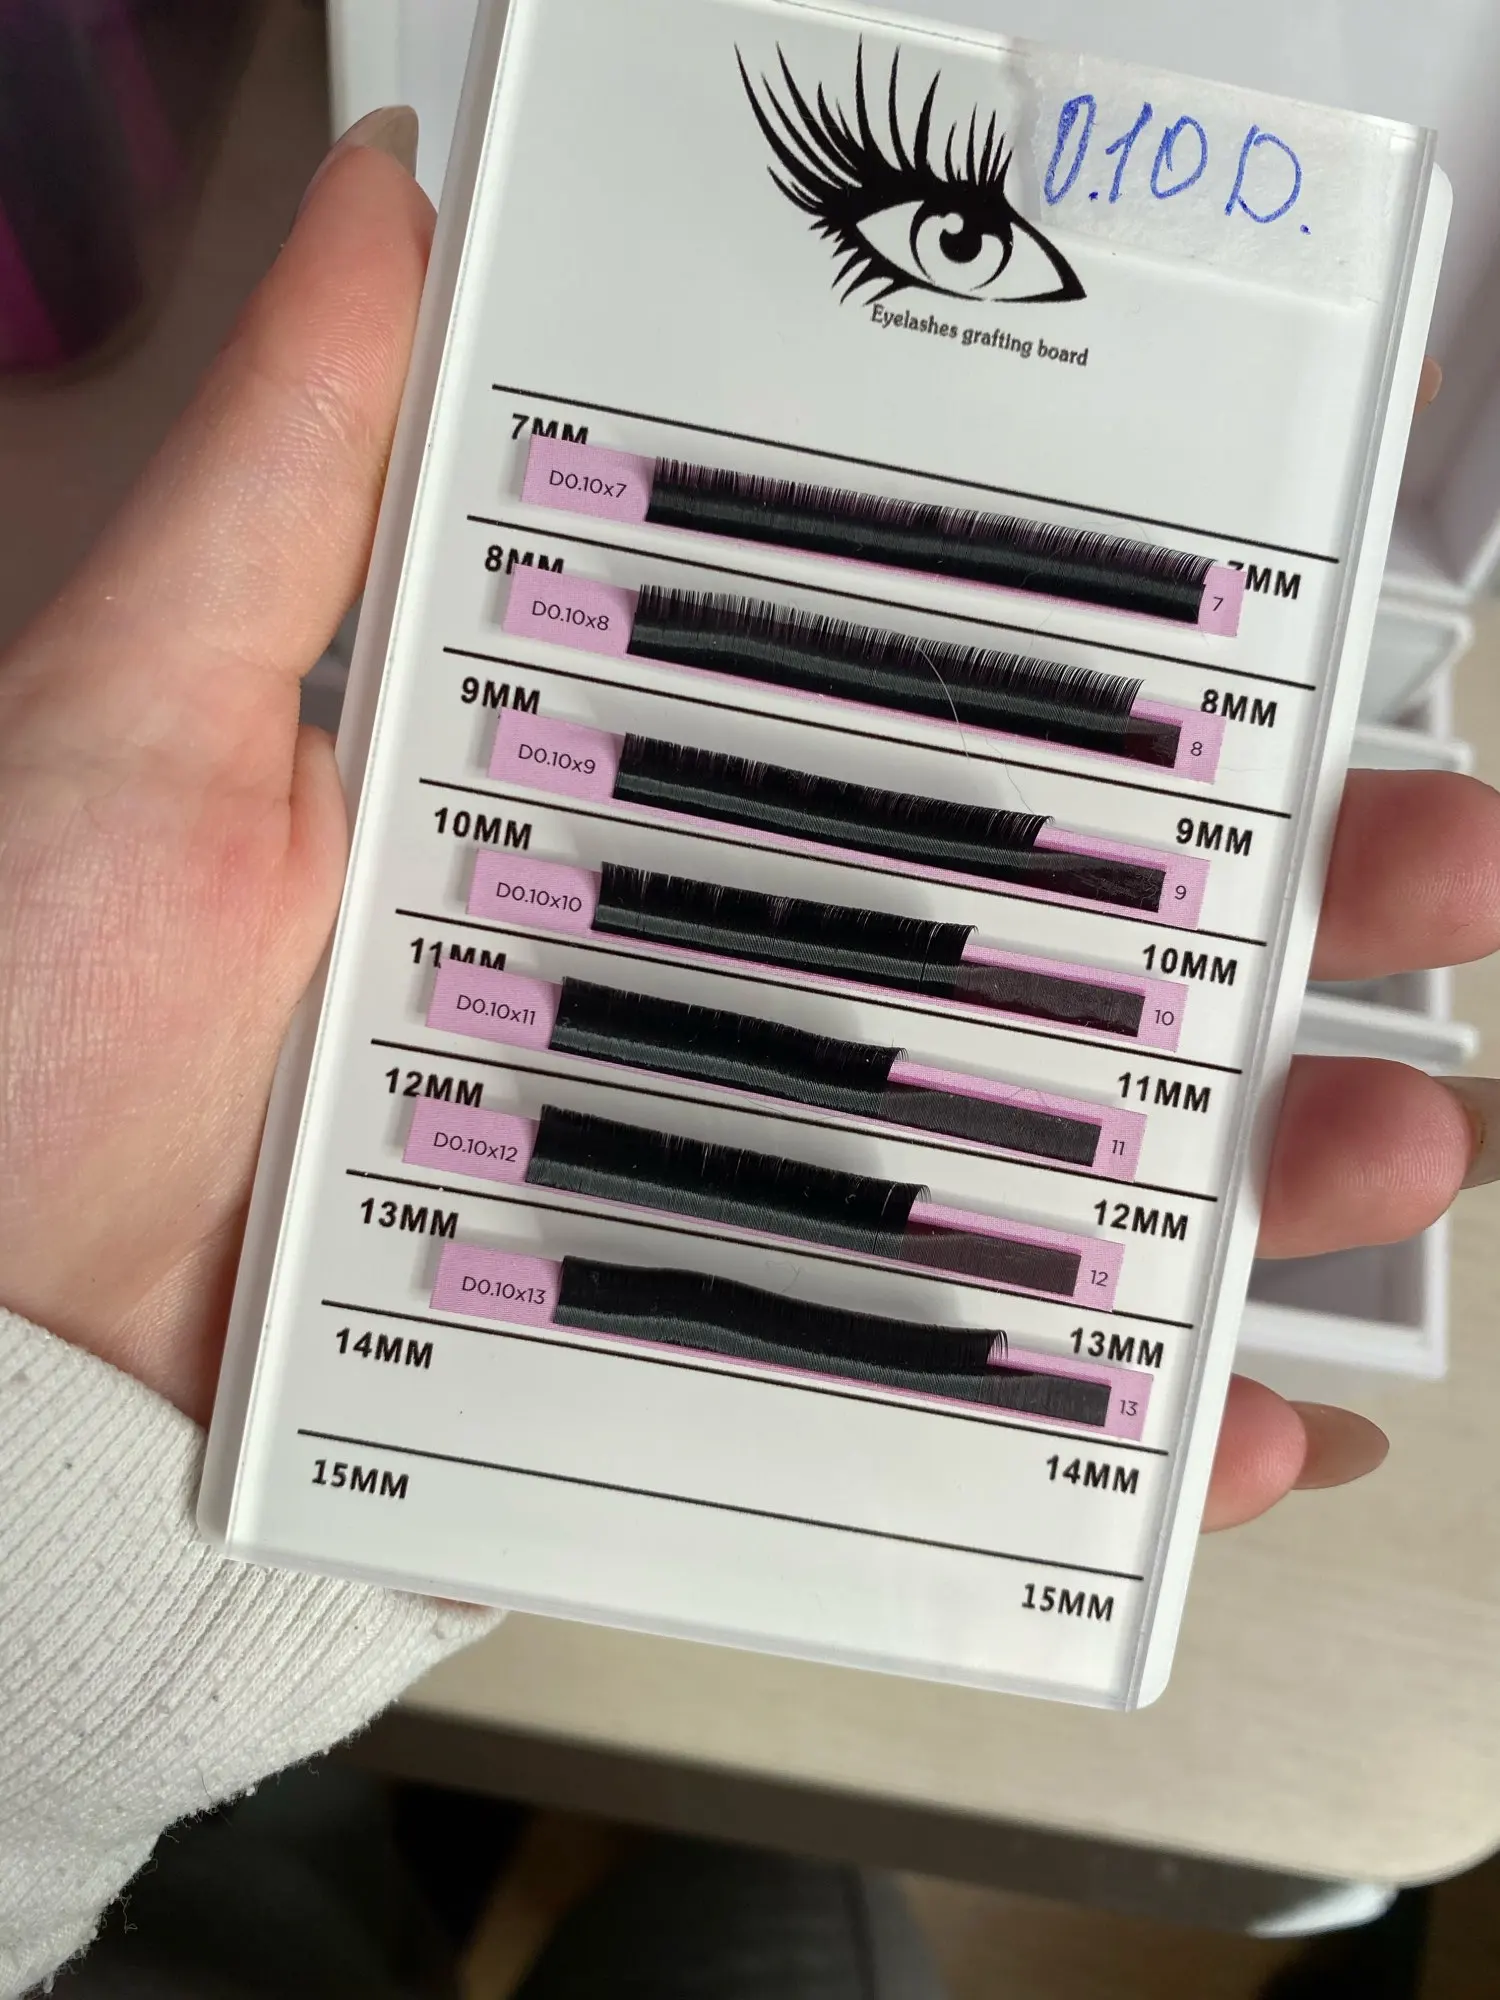 0.10 D.
Eyelashes grafting board
7MM
D0.10x7
7
7MM
8MM
D0.10x8
8
8MM
9MM
D0.10x9
9
9MM
10MM
D0.10x10
10
10MM
11MM
D0.10x11
11
11MM
12MM
D0.10x12
12
12MM
13MM
D0.10x13
13
13MM
14MM
14MM
15MM
15MM